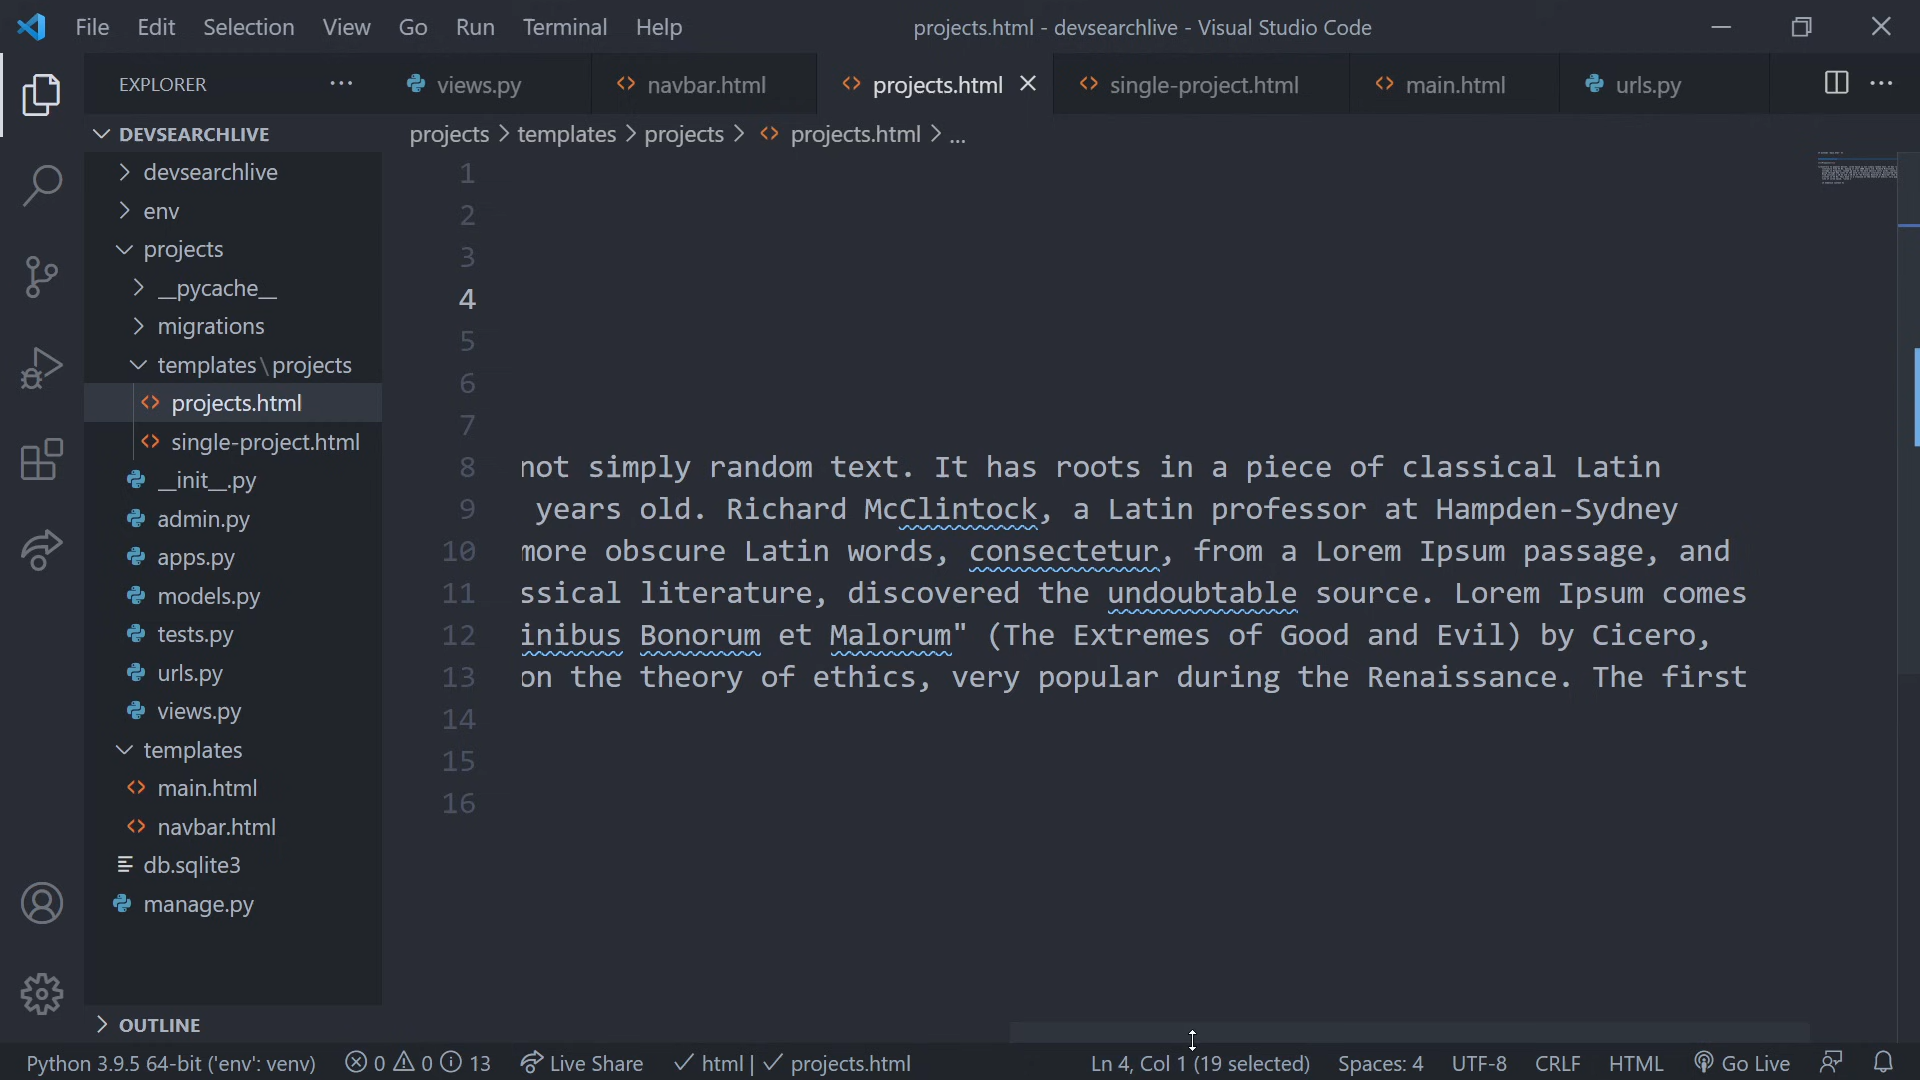 File Edit Selection View Go Run Terminal Help
projects.html - devsearchlive - Visual Studio Code
EXPLORER
views.py
navbar.html
projects.html
single-project.html
main.html
urls.py
DEVSEARCHLIVE
projects > templates > projects > projects.html > ...
devsearchlive
env
projects
__pycache__
migrations
templates\projects
projects.html
single-project.html
__init__.py
admin.py
apps.py
models.py
tests.py
urls.py
views.py
templates
main.html
navbar.html
db.sqlite3
manage.py
OUTLINE
1
2
3
4
5
6
7
8 not simply random text. It has roots in a piece of classical Latin
9 years old. Richard McClintock, a Latin professor at Hampden-Sydney
10 more obscure Latin words, consectetur, from a Lorem Ipsum passage, and
11 ssical literature, discovered the undoubtable source. Lorem Ipsum comes
12 inibus Bonorum et Malorum" (The Extremes of Good and Evil) by Cicero,
13 on the theory of ethics, very popular during the Renaissance. The first
14
15
16
Python 3.9.5 64-bit ('env': venv) 0 0 13 Live Share html | projects.html Ln 4, Col 1 (19 selected) Spaces: 4 UTF-8 CRLF HTML Go Live